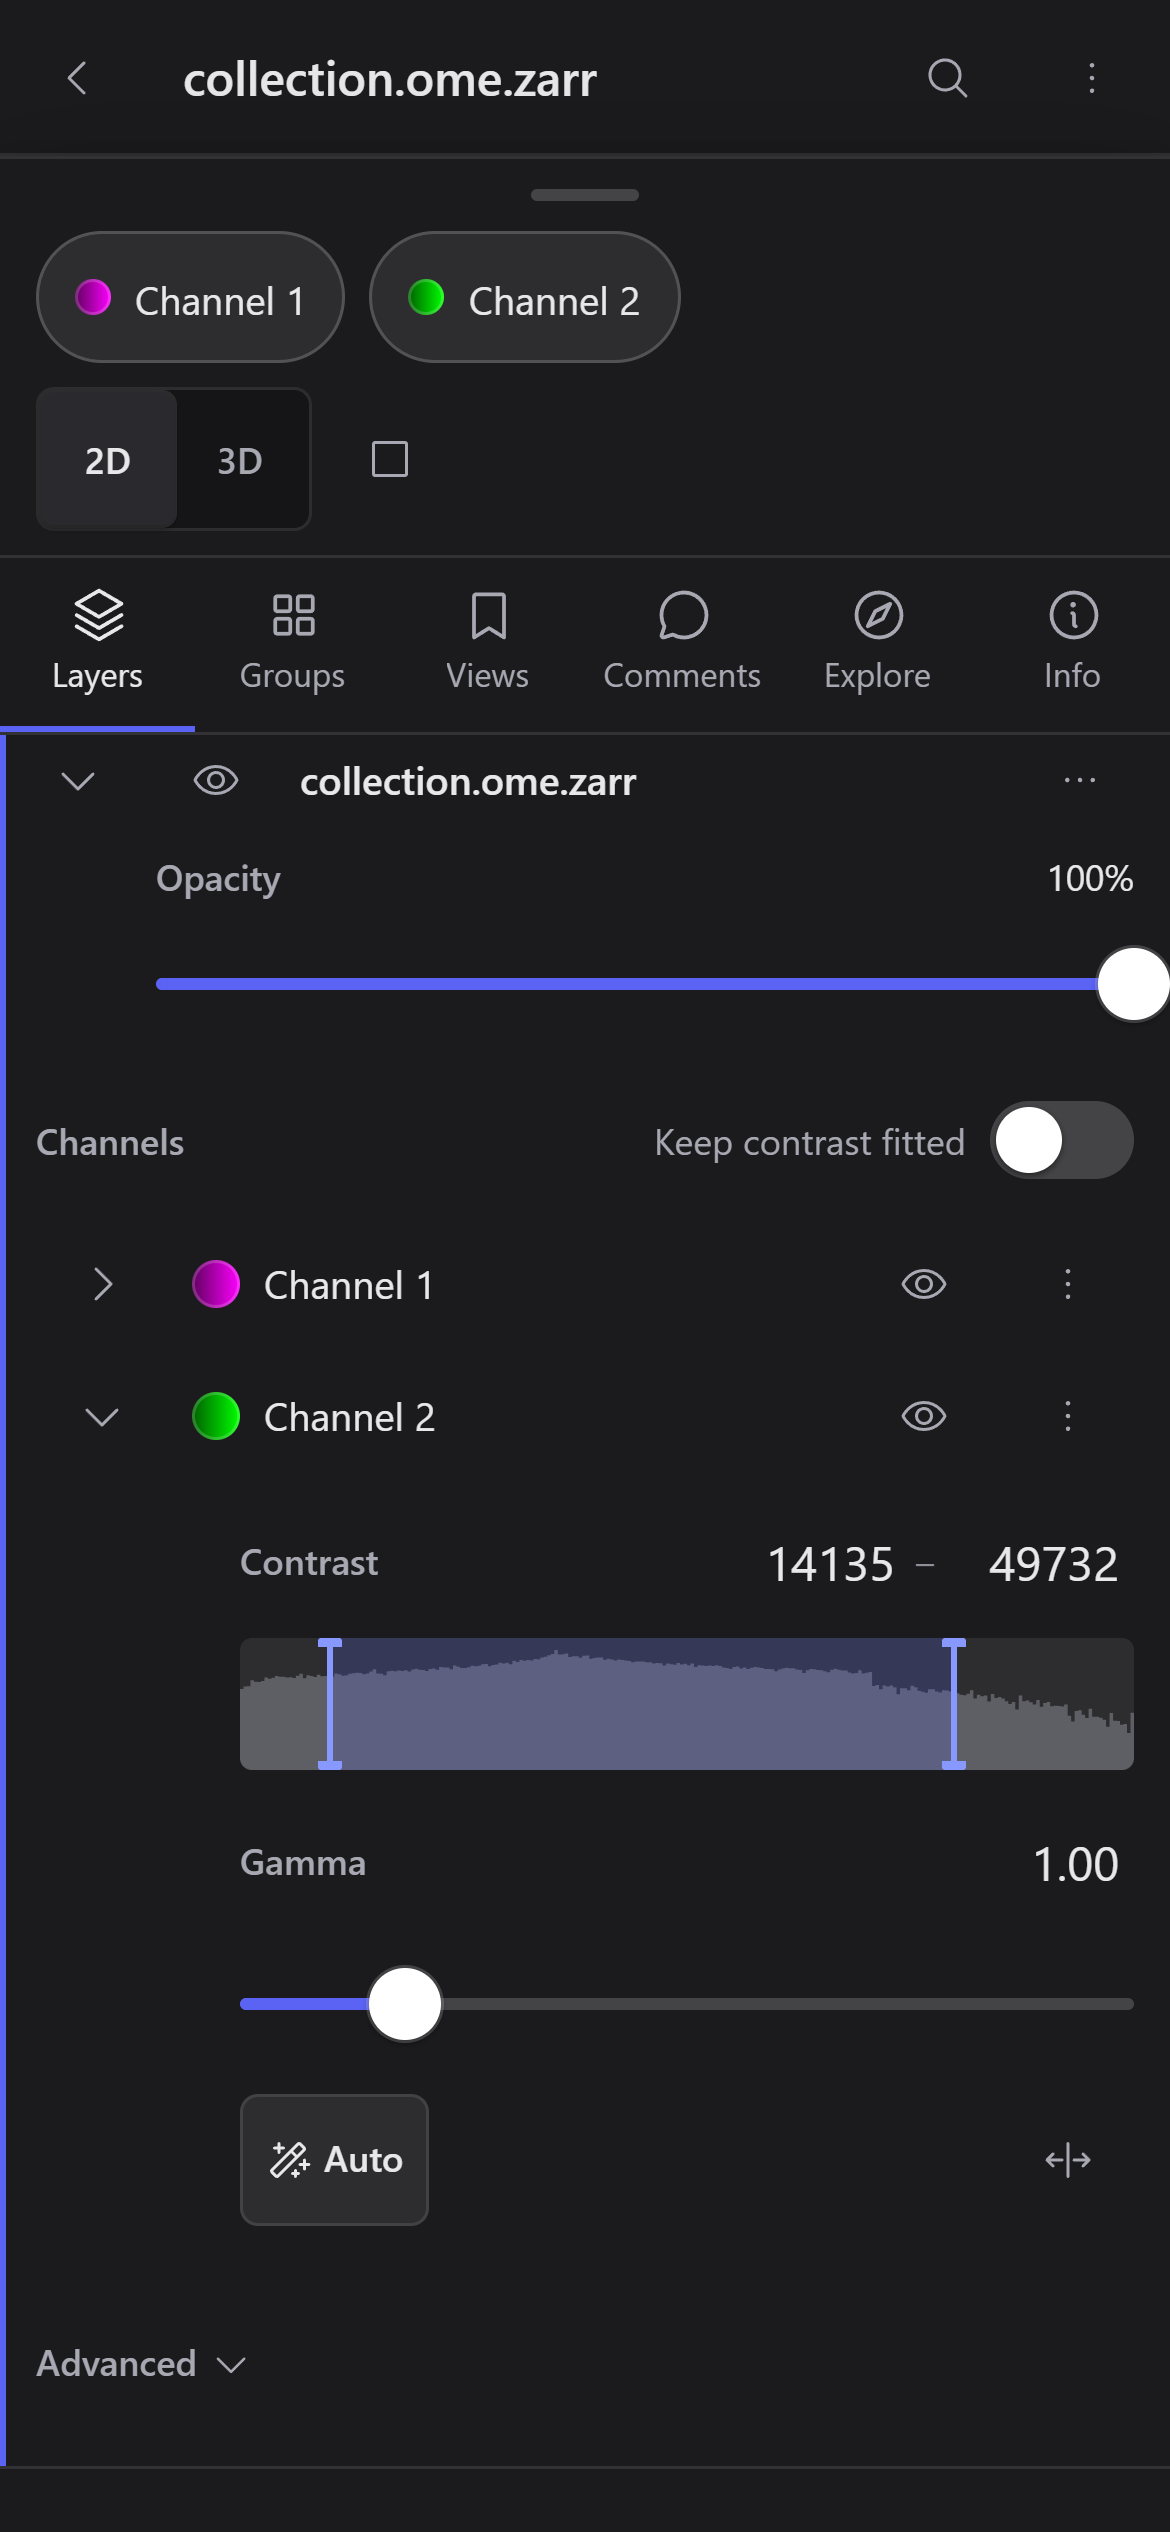 collection.ome.zarr
Channel 1
Channel 2
2D
3D
Layers
Groups
Views
Comments
Explore
Info
collection.ome.zarr
Opacity
100%
Channels
Keep contrast fitted
Channel 1
Channel 2
Contrast
14135 – 49732
Gamma
1.00
Auto
Advanced